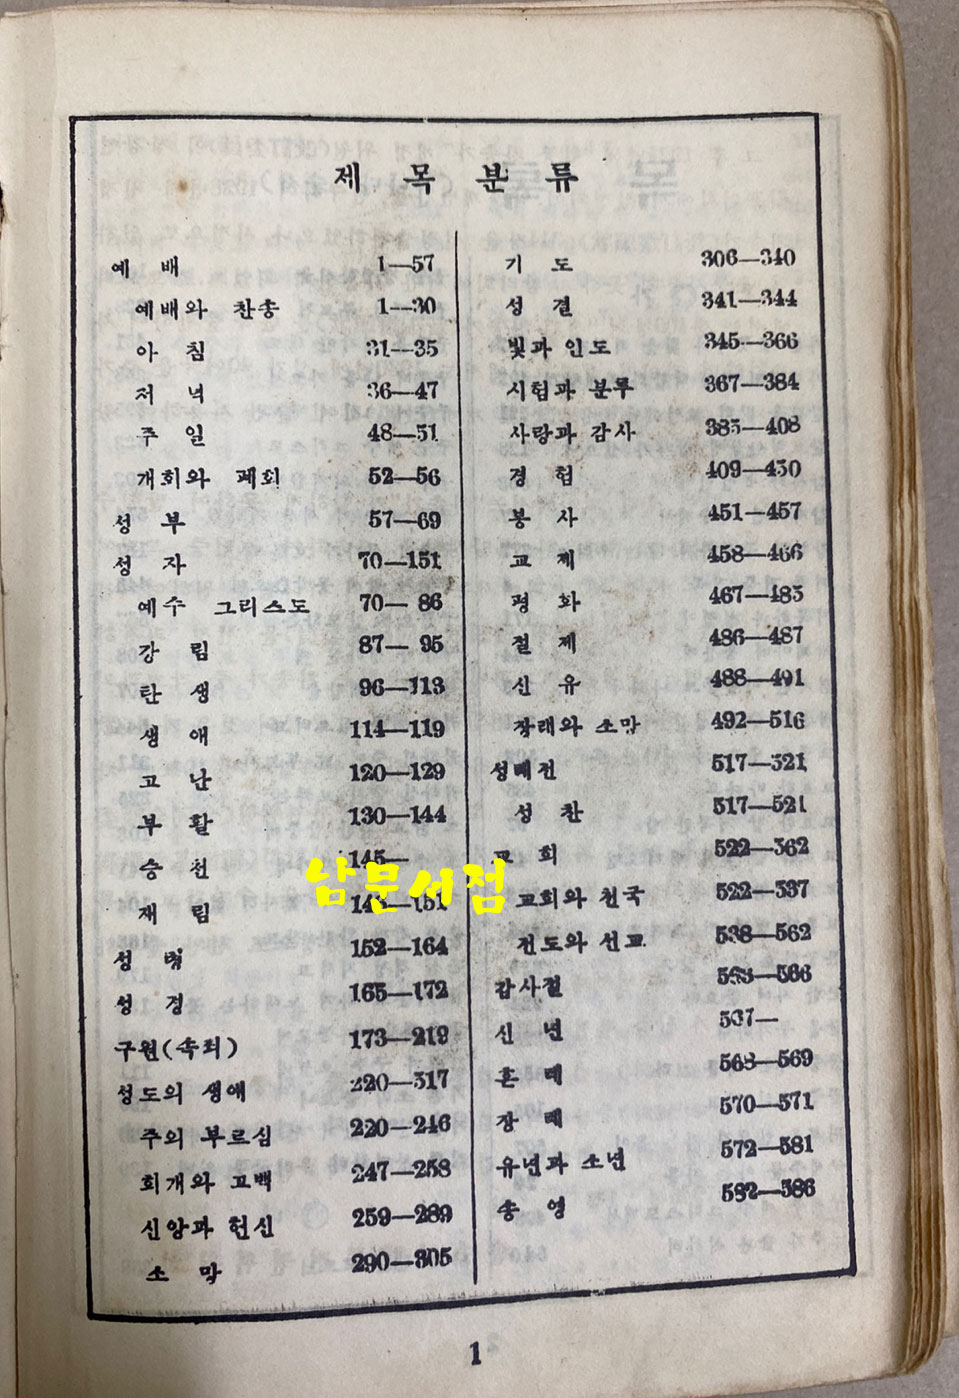 제 목 분 류
예 배 1—57
예배와 찬송 1—30
아 침 31—35
저 녁 36—47
주 일 48—51
개회와 폐회 52—56
성 부 57—69
성 자 70—151
예수 그리스도 70— 86
강 림 87— 95
탄 생 96—113
생 애 114—119
고 난 120—129
부 활 130—144
승 천 145—
재 림 146—151
성 령 152—164
성 경 165—172
구원(속죄) 173—219
성도의 생애 220—317
주의 부르심 220—246
회개와 고백 247—258
신앙과 헌신 259—289
소 망 290—305
기 도 306—340
성 결 341—344
빛과 인도 345—366
시험과 분투 367—384
사랑과 감사 385—408
경 험 409—450
봉 사 451—457
교 제 458—466
평 화 467—485
절 제 486—487
신 유 488—491
장래와 소망 492—516
성례전 517—521
성 찬 517—521
교 회 522—562
교회와 천국 522—537
전도와 선교 538—562
감사절 563—566
신 년 567—
혼 례 568—569
장 례 570—571
유년과 소년 572—581
송 영 582—586
남문서점
1